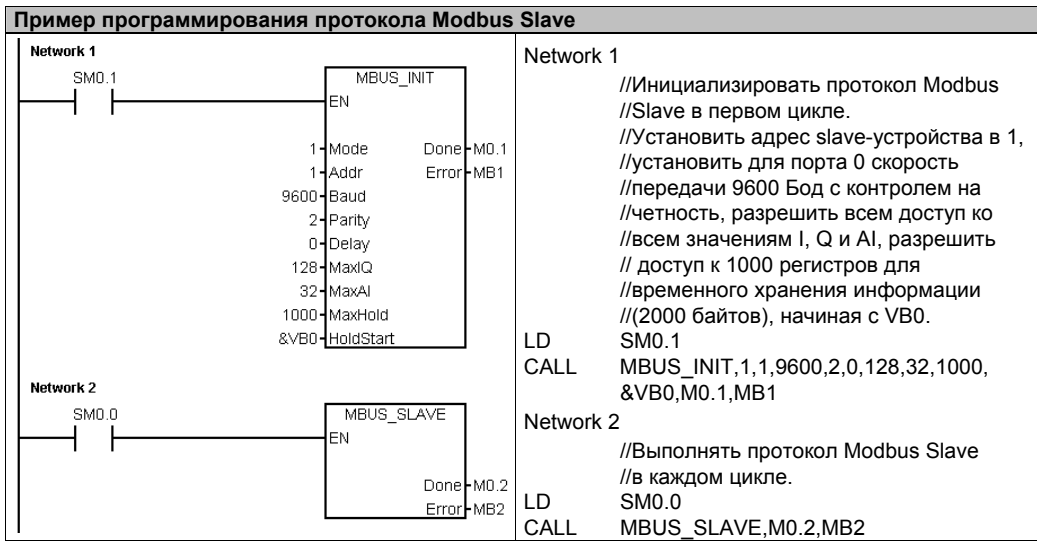 Пример программирования протокола Modbus Slave
Network 1
SM0.1
MBUS_INIT
EN
1 Mode Done M0.1
1 Addr Error MB1
9600 Baud
2 Parity
0 Delay
128 MaxIQ
32 MaxAI
1000 MaxHold
&VB0 HoldStart
Network 2
SM0.0
MBUS_SLAVE
EN
Done M0.2
Error MB2
Network 1
//Инициализировать протокол Modbus
//Slave в первом цикле.
//Установить адрес slave-устройства в 1,
//установить для порта 0 скорость
//передачи 9600 Бод с контролем на
//четность, разрешить всем доступ ко
//всем значениям I, Q и AI, разрешить
// доступ к 1000 регистров для
//временного хранения информации
//(2000 байтов), начиная с VB0.
LD SM0.1
CALL MBUS_INIT,1,1,9600,2,0,128,32,1000,
&VB0,M0.1,MB1
Network 2
//Выполнять протокол Modbus Slave
//в каждом цикле.
LD SM0.0
CALL MBUS_SLAVE,M0.2,MB2